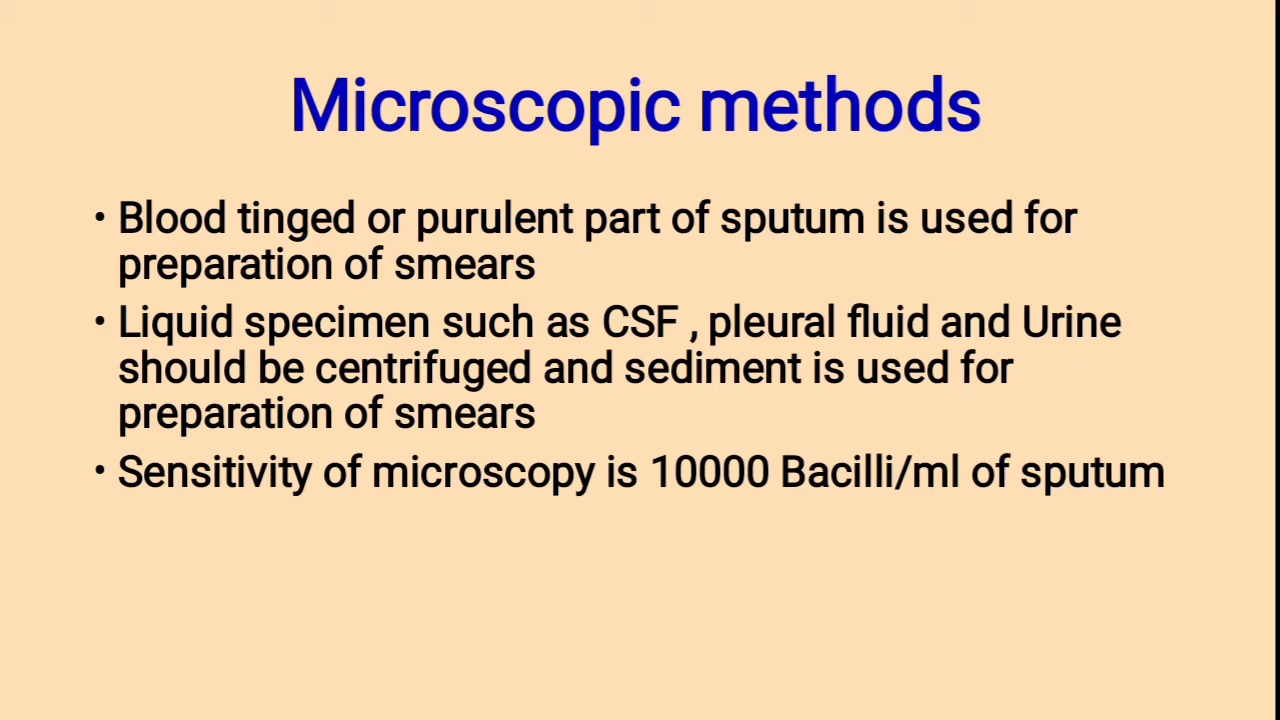 Microscopic methods
• Blood tinged or purulent part of sputum is used for
preparation of smears
• Liquid specimen such as CSF , pleural fluid and Urine
should be centrifuged and sediment is used for
preparation of smears
• Sensitivity of microscopy is 10000 Bacilli/ml of sputum